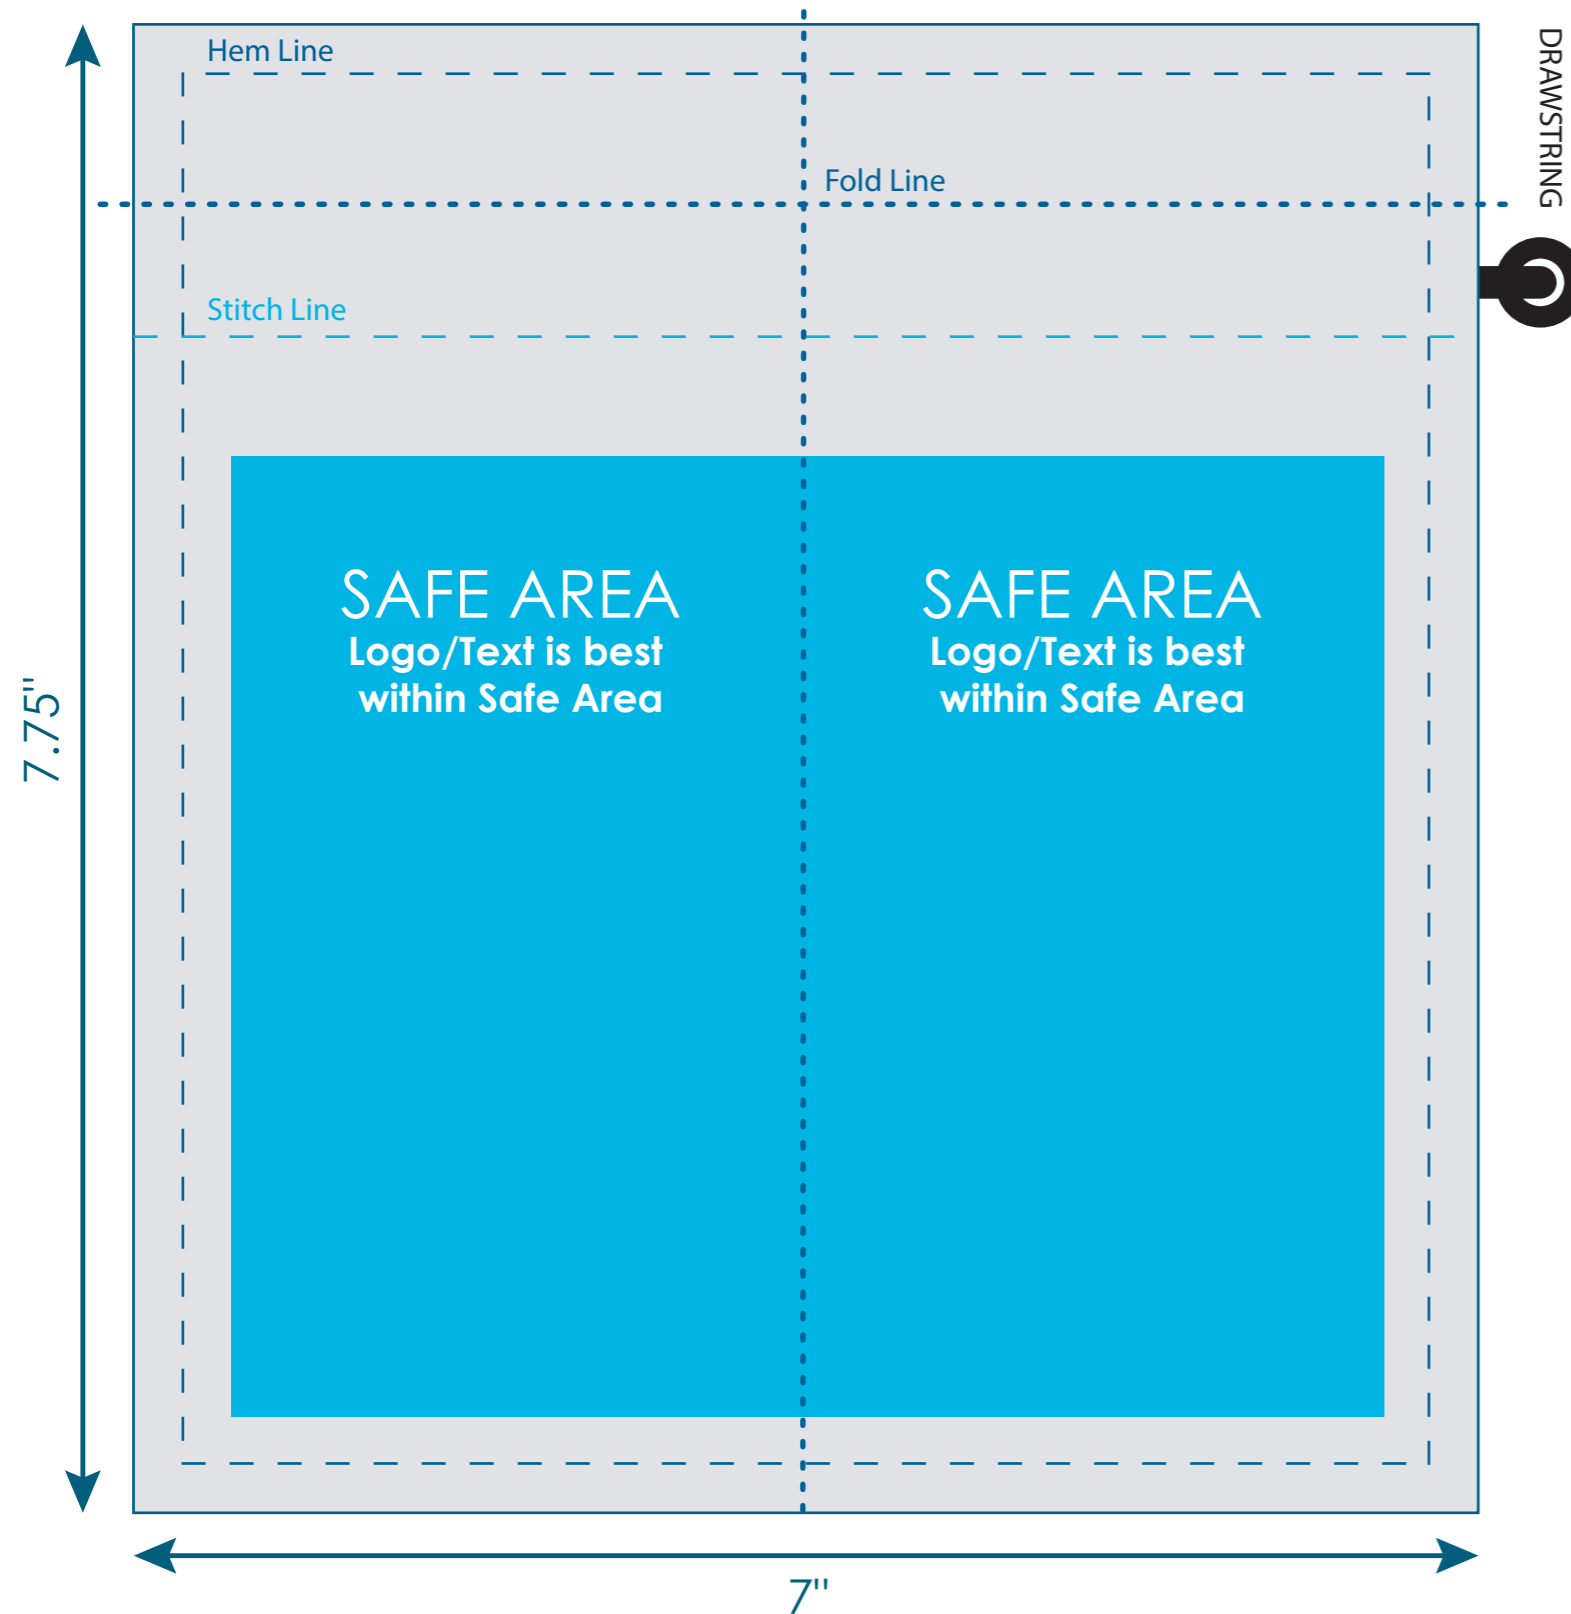 Hem Line
DRAWSTRING
Fold Line
Stitch Line
SAFE AREA
Logo/Text is best
within Safe Area
SAFE AREA
Logo/Text is best
within Safe Area
7.75"
7"